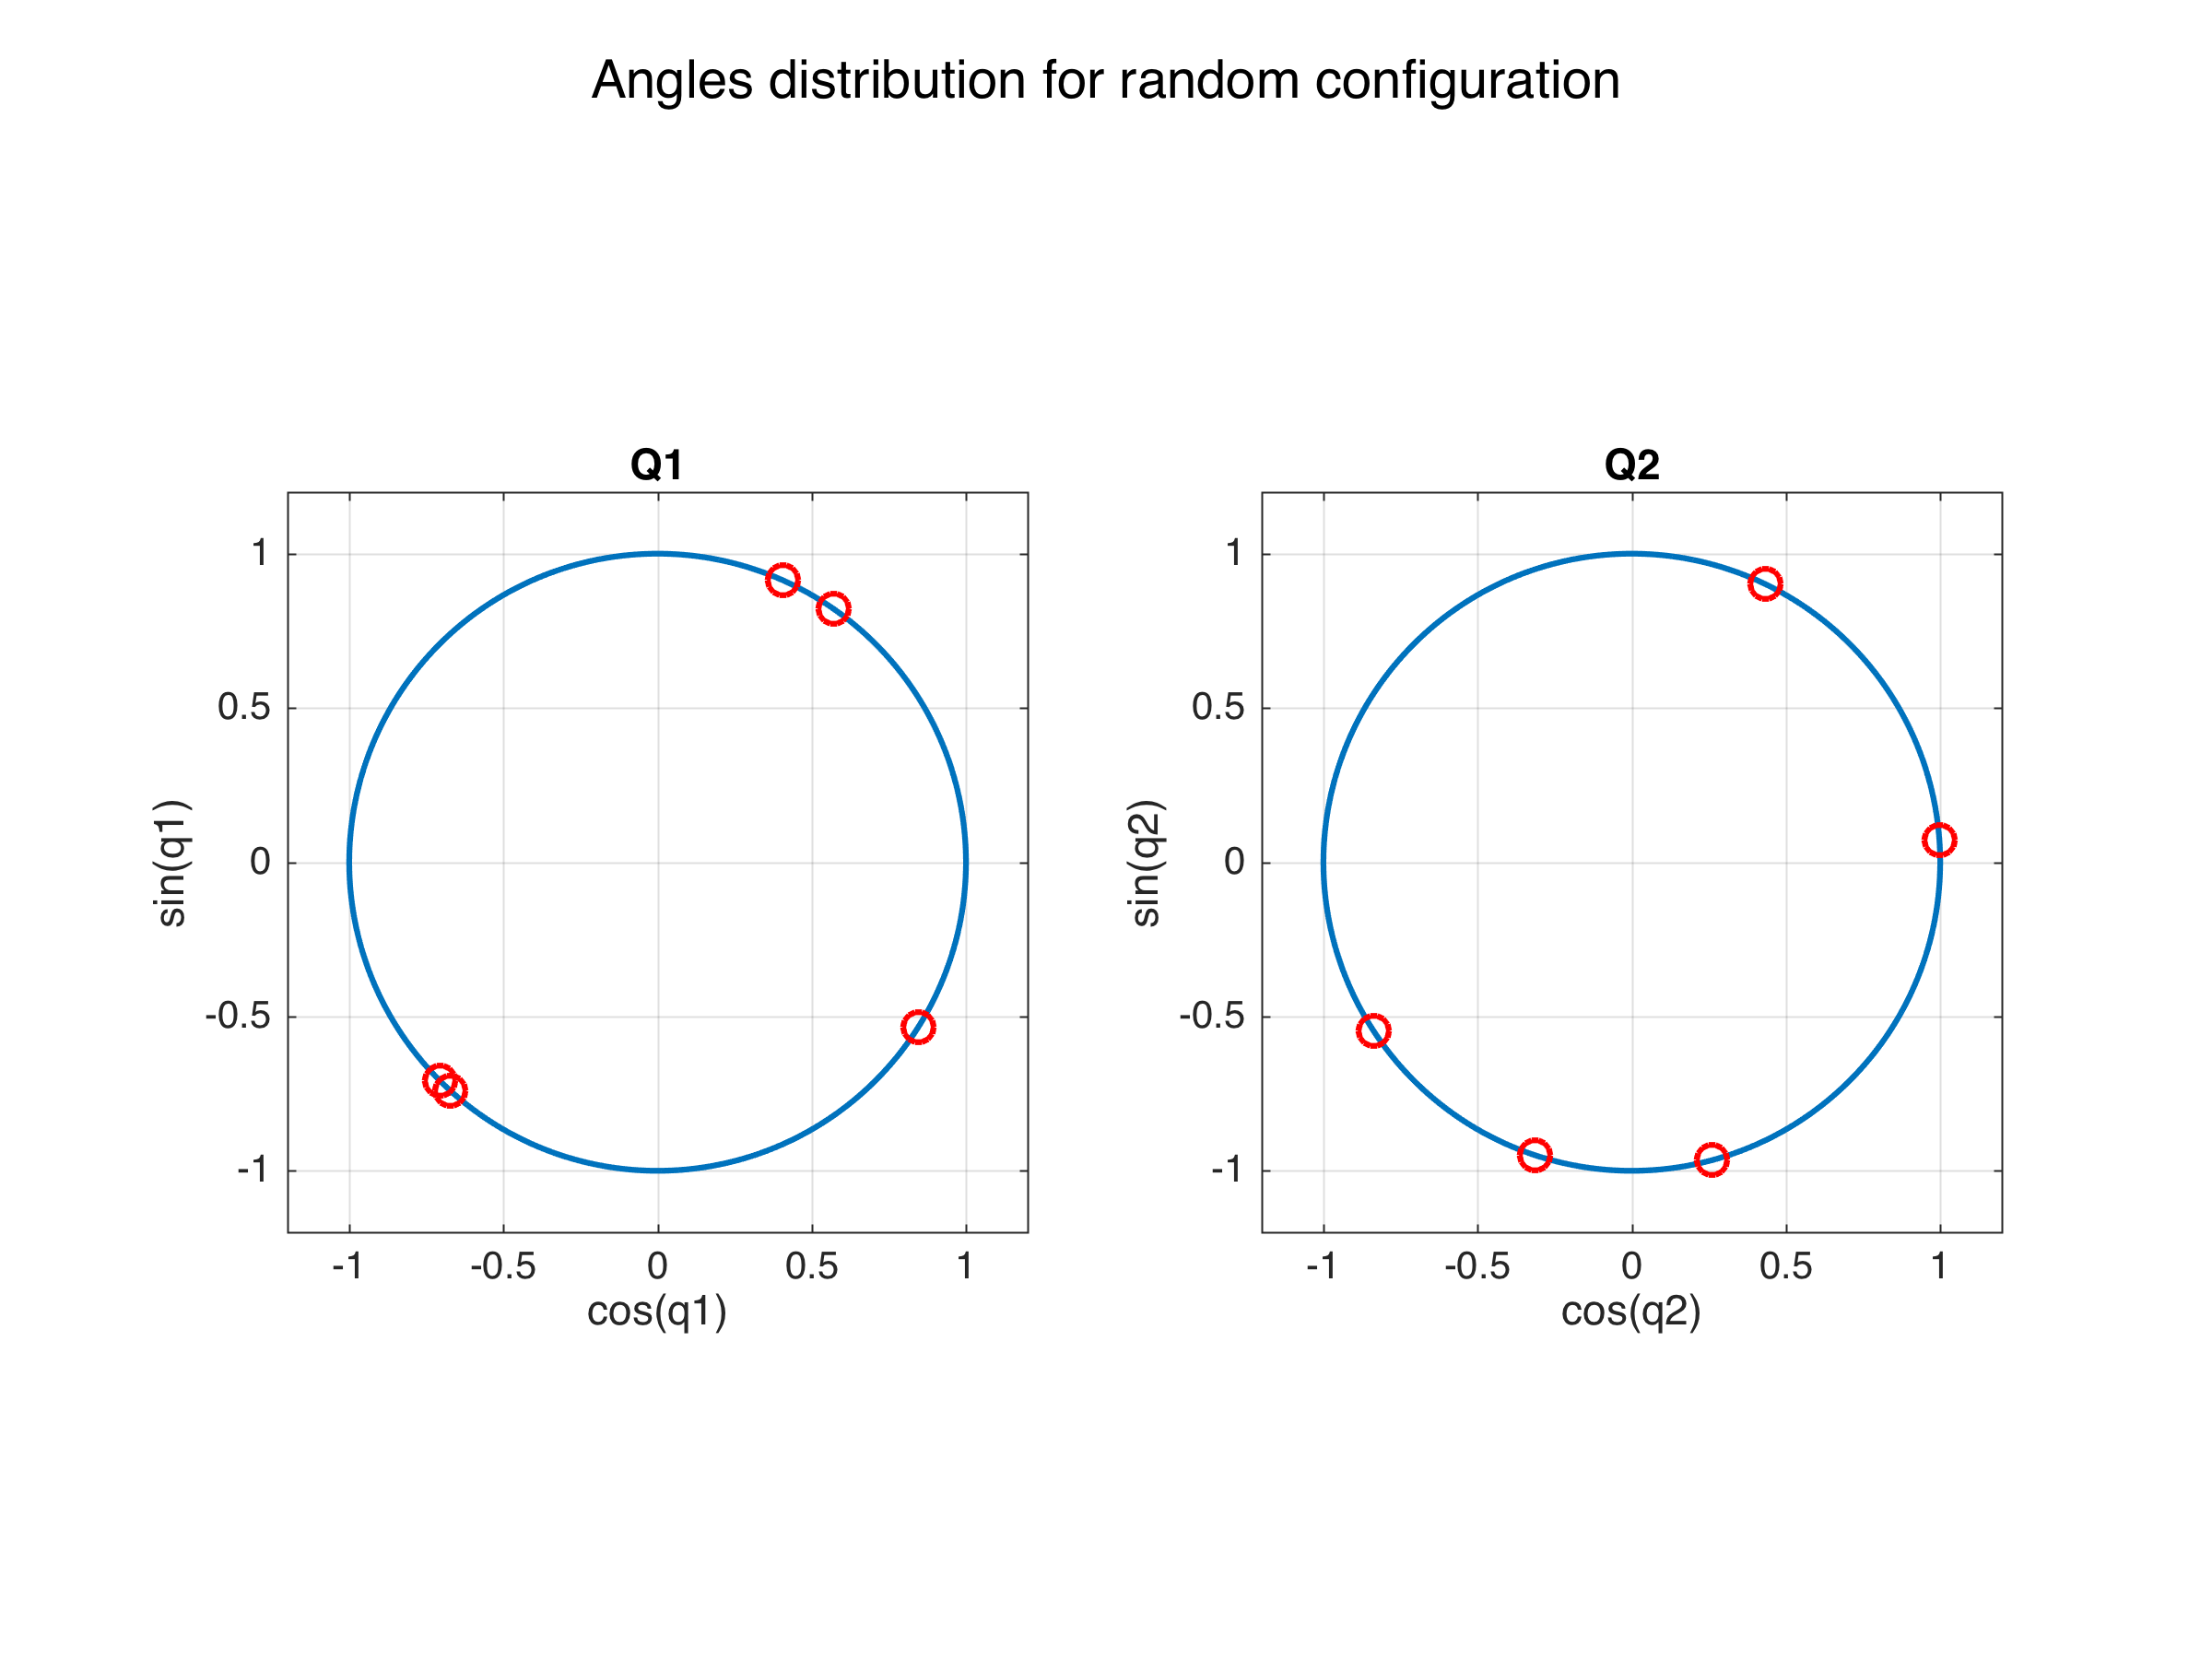 Angles distribution for random configuration
Q1
1
0.5
0
-0.5
-1
sin(q1)
-1 -0.5 0 0.5 1
cos(q1)
Q2
1
0.5
0
-0.5
-1
sin(q2)
-1 -0.5 0 0.5 1
cos(q2)